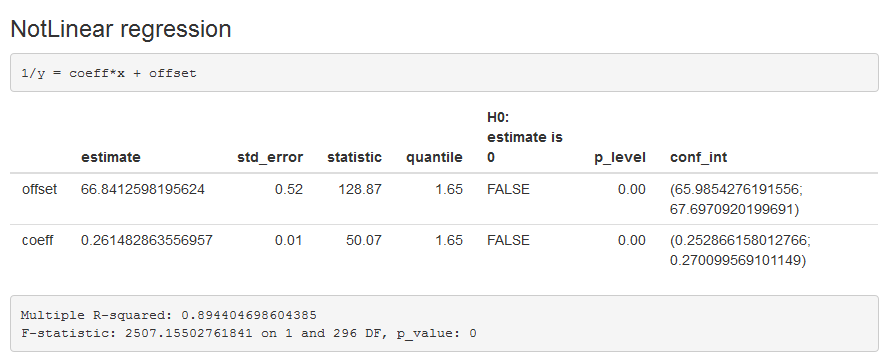 NotLinear regression
1/y = coeff*x + offset
H0:
estimate is
estimate std_error statistic quantile 0 p_level conf_int
offset 66.8412598195624 0.52 128.87 1.65 FALSE 0.00 (65.9854276191556;
67.6970920199691)
coeff 0.261482863556957 0.01 50.07 1.65 FALSE 0.00 (0.252866158012766;
0.270099569101149)
Multiple R-squared: 0.894404698604385
F-statistic: 2507.15502761841 on 1 and 296 DF, p_value: 0